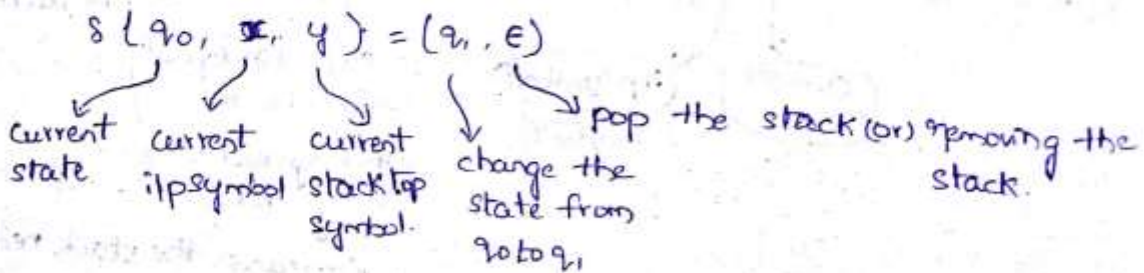 δ { q₀, x, y } = (q₁, ϵ)
current state
current i/p symbol
current stack top symbol.
change the state from q₀ to q₁
pop the stack (or) removing the stack.